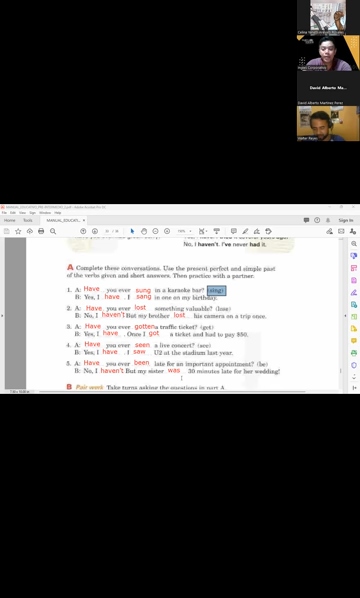 David Alberto Ma...
David Alberto Martinez Perez
Home
Tools
Sign In
File Edit View Sign Window Help
No, I haven't. I've never had it.
A Complete these conversations. Use the present perfect and simple past
of the verbs given and short answers. Then practice with a partner.
1. A: Have you ever sung in a karaoke bar? (sing)
B: Yes, I have. I sang in one on my birthday.
2. A: Have you ever lost something valuable? (lose)
B: No, I haven't But my brother lost his camera on a trip once.
3. A: Have you ever gotten a traffic ticket? (get)
B: Yes, I have. Once I got a ticket and had to pay $50.
4. A: Have you ever seen a live concert? (see)
B: Yes, I have. I saw U2 at the stadium last year.
5. A: Have you ever been late for an important appointment? (be)
B: No, I haven't But my sister was 30 minutes late for her wedding!
B Pair work Take turns asking the questions in part A.